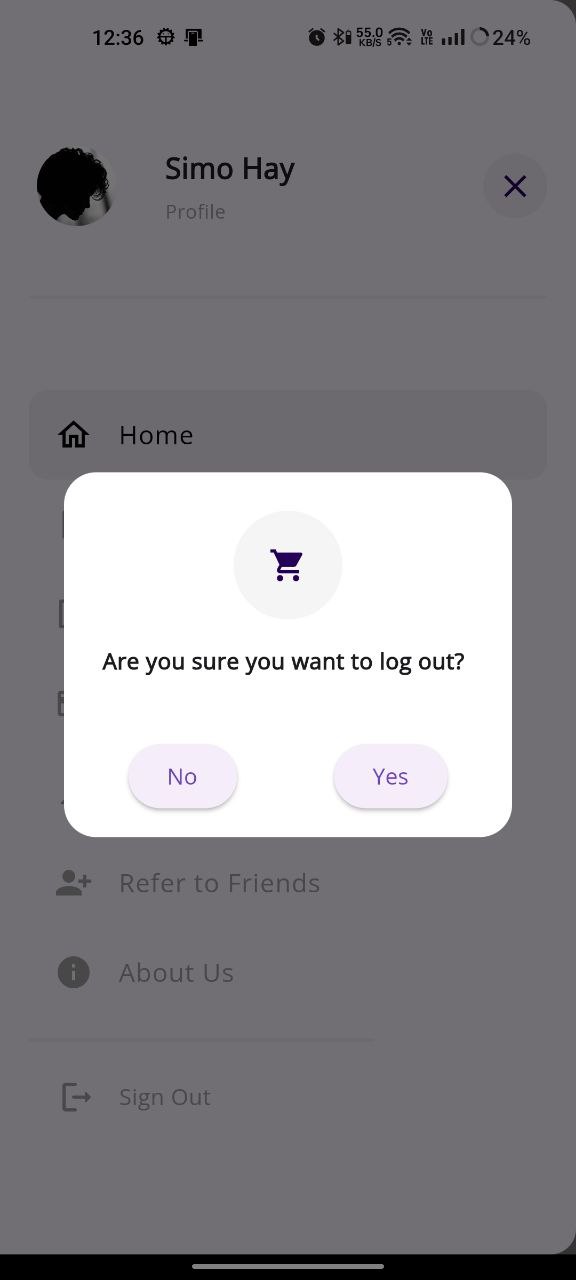 12:36 55.0 KB/S 5 Vo LTE 24%
Simo Hay
Profile
Home
Are you sure you want to log out?
No Yes
Refer to Friends
About Us
Sign Out